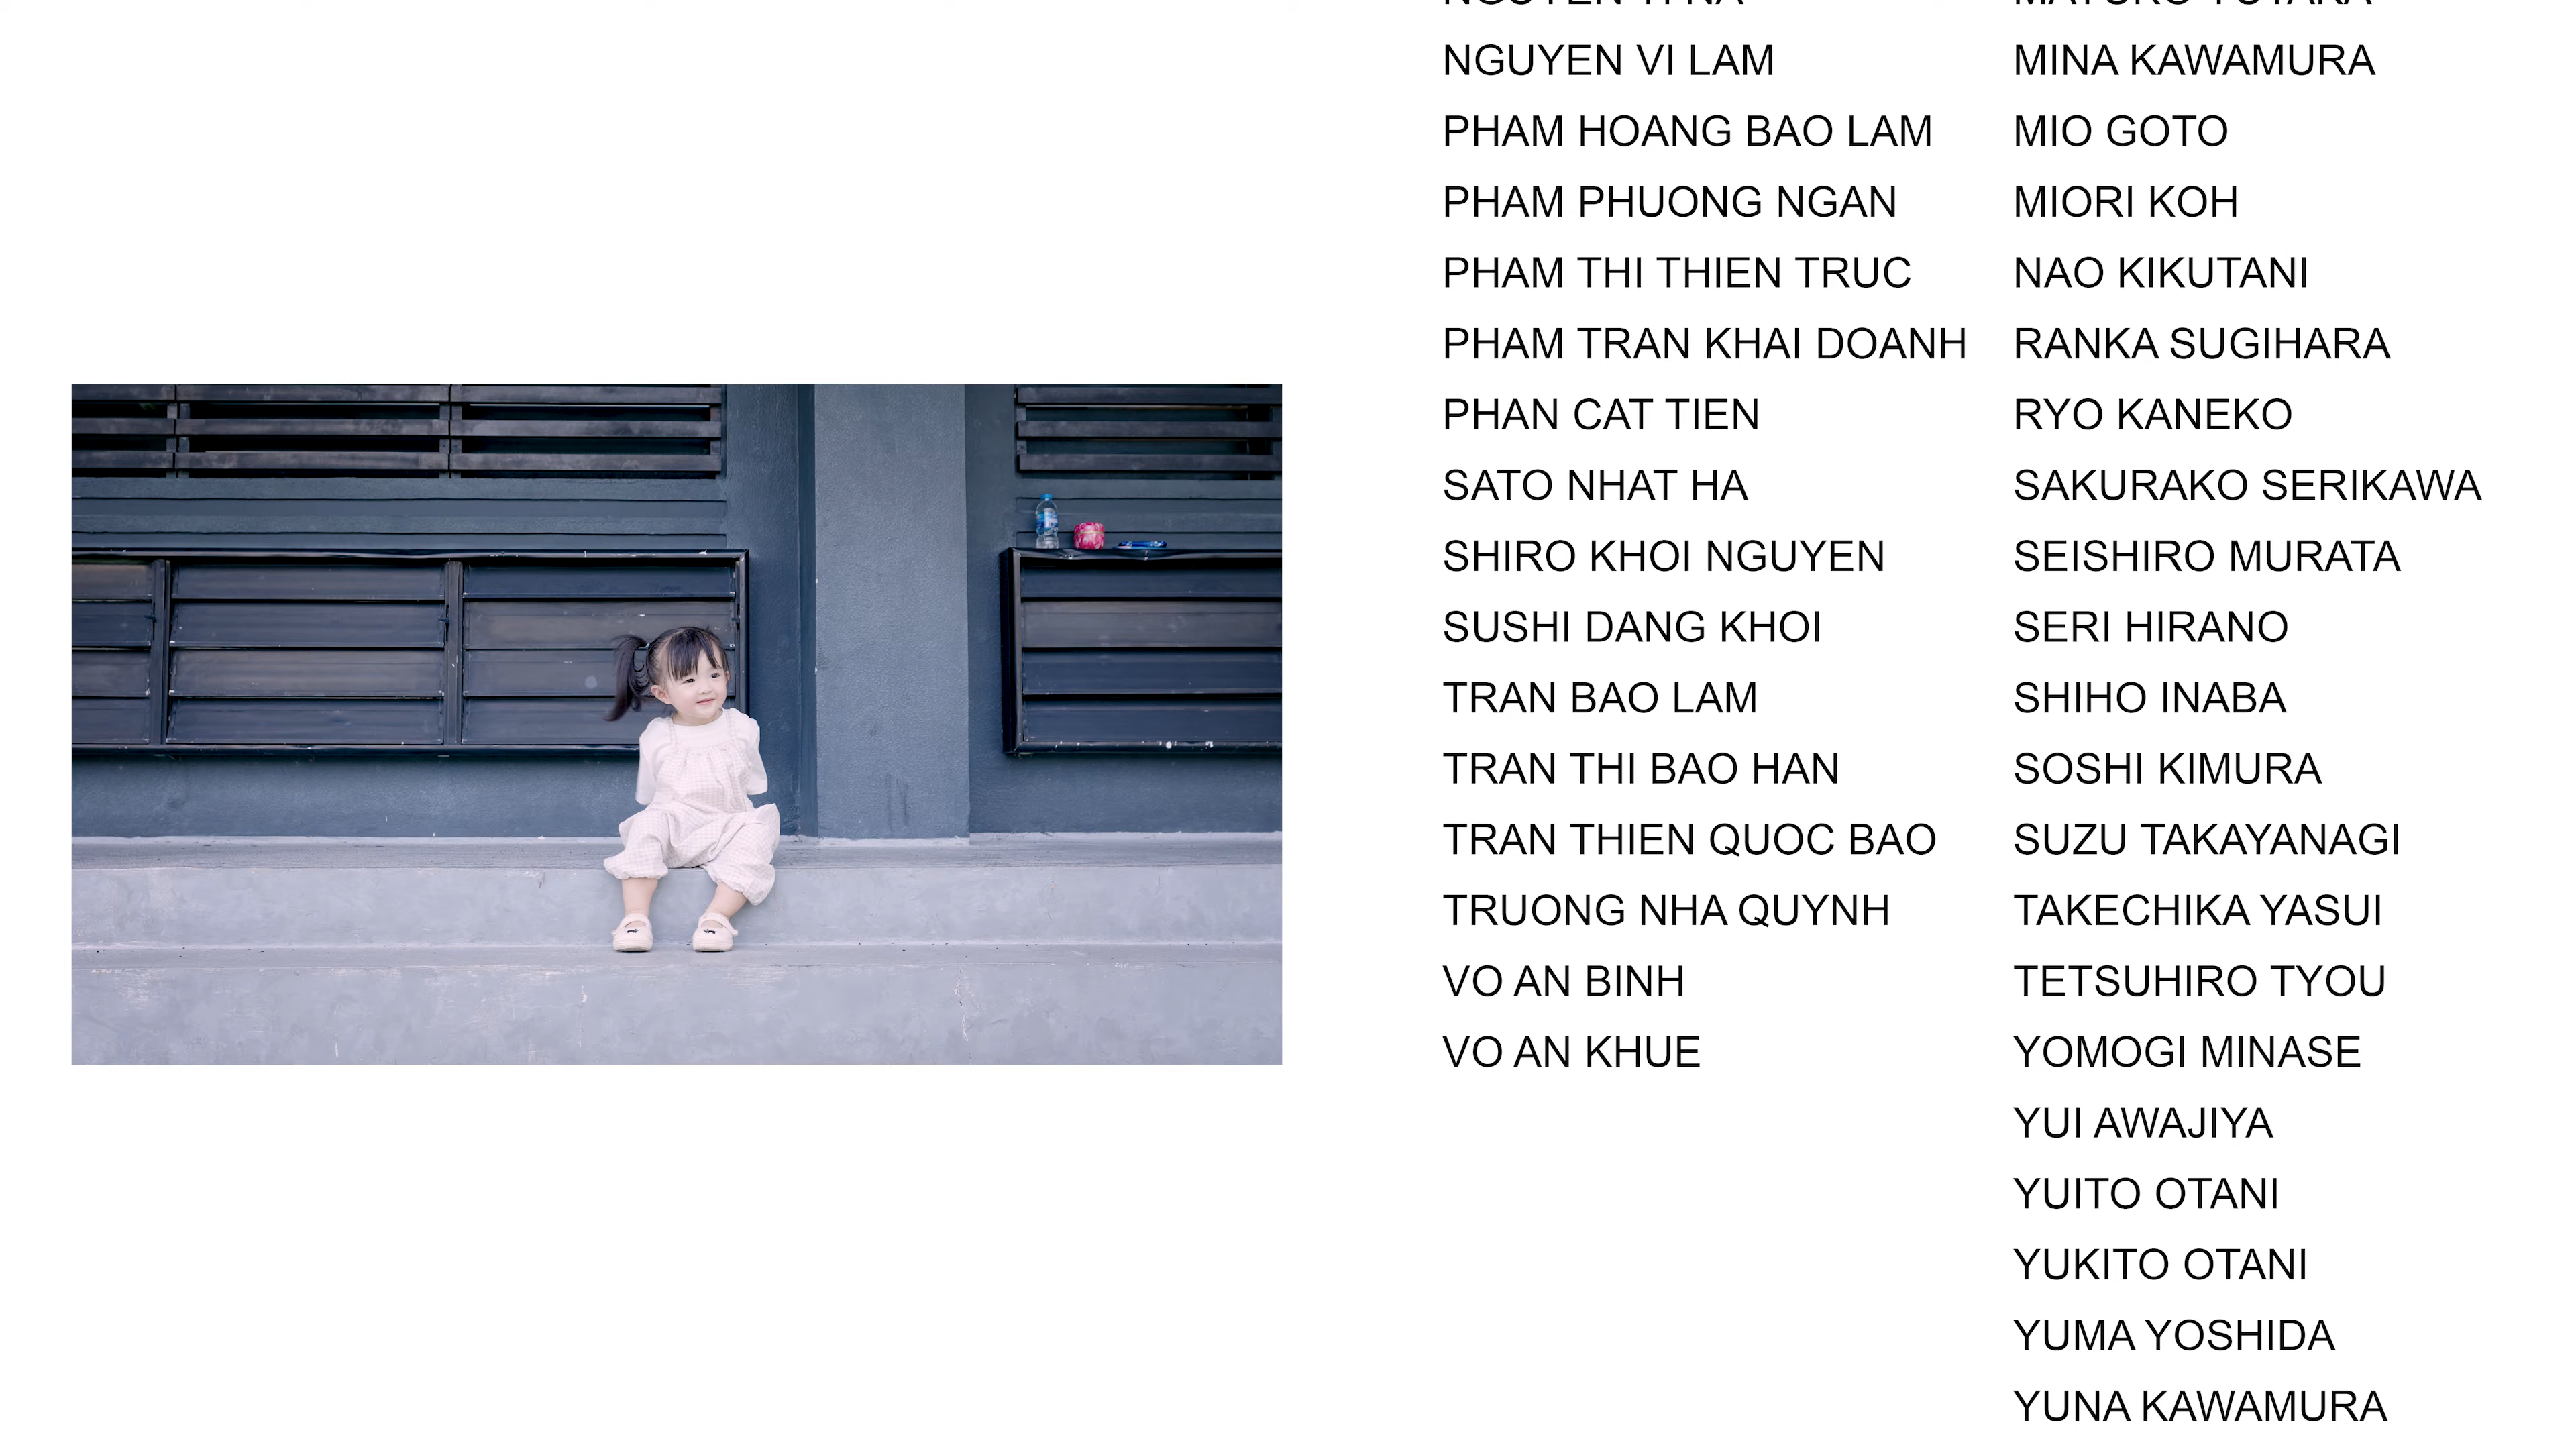 NGUYEN VI LAM
PHAM HOANG BAO LAM
PHAM PHUONG NGAN
PHAM THI THIEN TRUC
PHAM TRAN KHAI DOANH
PHAN CAT TIEN
SATO NHAT HA
SHIRO KHOI NGUYEN
SUSHI DANG KHOI
TRAN BAO LAM
TRAN THI BAO HAN
TRAN THIEN QUOC BAO
TRUONG NHA QUYNH
VO AN BINH
VO AN KHUE
MINA KAWAMURA
MIO GOTO
MIORI KOH
NAO KIKUTANI
RANKA SUGIHARA
RYO KANEKO
SAKURAKO SERIKAWA
SEISHIRO MURATA
SERI HIRANO
SHIHO INABA
SOSHI KIMURA
SUZU TAKAYANAGI
TAKECHIKA YASUI
TETSUHIRO TYOU
YOMOGI MINASE
YUI AWAJIYA
YUITO OTANI
YUKITO OTANI
YUMA YOSHIDA
YUNA KAWAMURA